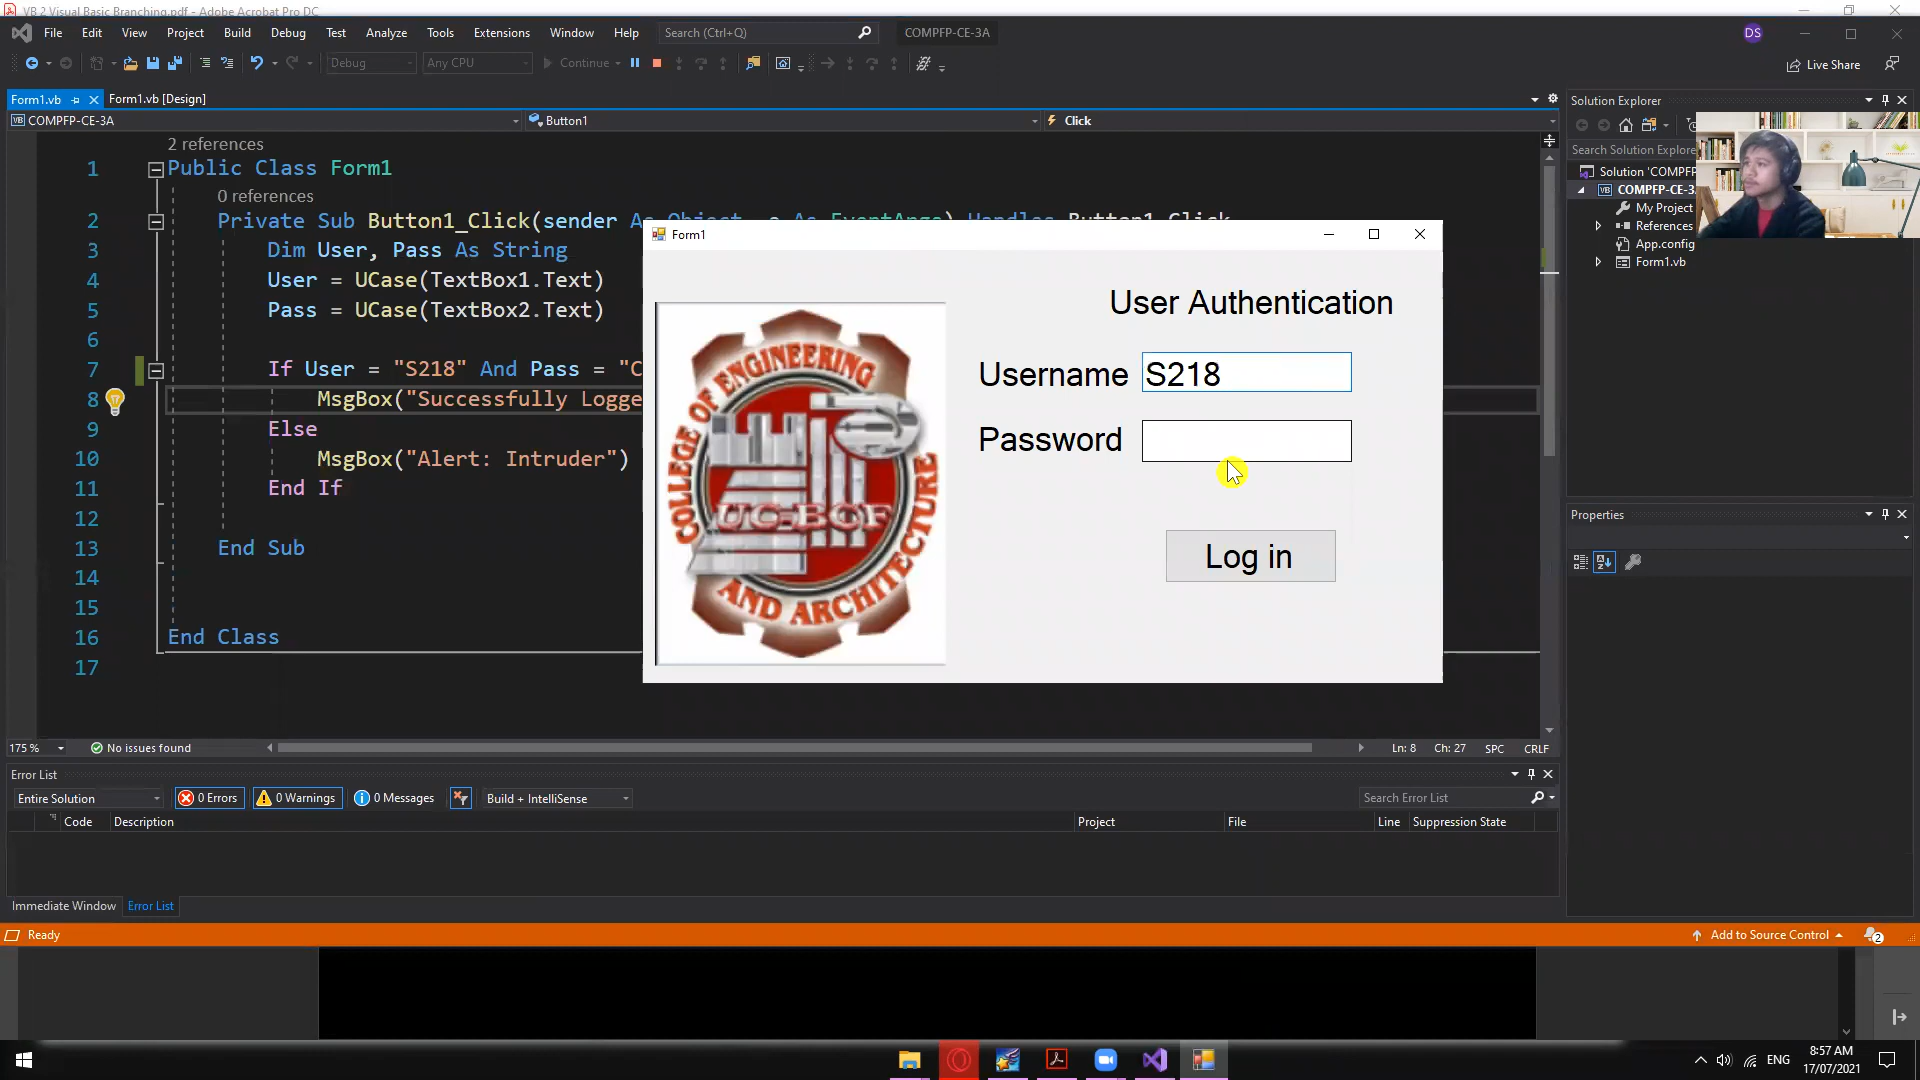 VB 2 Visual Basic Branching.pdf - Adobe Acrobat Pro DC
File Edit View Project Build Debug Test Analyze Tools Extensions Window Help Search (Ctrl+Q) COMPFP-CE-3A DS
Debug Any CPU Continue Live Share
Form1.vb Form1.vb [Design]
COMPFP-CE-3A Button1 Click
2 references
1 Public Class Form1
0 references
2 Private Sub Button1_Click(sender As Object, e As EventArgs) Handles Button1.Click
3 Dim User, Pass As String
4 User = UCase(TextBox1.Text)
5 Pass = UCase(TextBox2.Text)
6
7 If User = "S218" And Pass = "C
8 MsgBox("Successfully Logge
9 Else
10 MsgBox("Alert: Intruder")
11 End If
12
13 End Sub
14
15
16 End Class
17
Form1
User Authentication
Username S218
Password
Log in
COLLEGE OF ENGINEERING
UC-BCF
AND ARCHITECTURE
Solution Explorer
Search Solution Explore
Solution 'COMPFP
COMPFP-CE-3
My Project
References
App.config
Form1.vb
Properties
175 % No issues found Ln: 8 Ch: 27 SPC CRLF
Error List
Entire Solution 0 Errors 0 Warnings 0 Messages Build + IntelliSense Search Error List
Code Description Project File Line Suppression State
Immediate Window Error List
Ready Add to Source Control 2
ENG
8:57 AM
17/07/2021